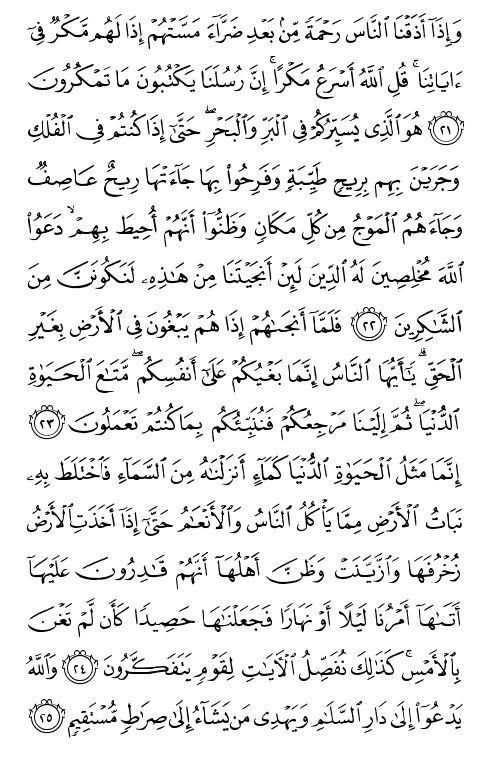 وَإِذَآ أَذَقْنَا ٱلنَّاسَ رَحْمَةً مِّنۢ بَعْدِ ضَرَّآءَ مَسَّتْهُمْ إِذَا لَهُم مَّكْرٌ فِىٓ
ءَايَاتِنَا ۚ قُلِ ٱللَّهُ أَسْرَعُ مَكْرًا ۚ إِنَّ رُسُلَنَا يَكْتُبُونَ مَا تَمْكُرُونَ
﴿٢١﴾ هُوَ ٱلَّذِى يُسَيِّرُكُمْ فِى ٱلْبَرِّ وَٱلْبَحْرِ ۖ حَتَّىٰٓ إِذَا كُنتُمْ فِى ٱلْفُلْكِ
وَجَرَيْنَ بِهِم بِرِيحٍ طَيِّبَةٍ وَفَرِحُوا۟ بِهَا جَآءَتْهَا رِيحٌ عَاصِفٌ
وَجَآءَهُمُ ٱلْمَوْجُ مِن كُلِّ مَكَانٍ وَظَنُّوٓا۟ أَنَّهُمْ أُحِيطَ بِهِمْ ۙ دَعَوُا۟
ٱللَّهَ مُخْلِصِينَ لَهُ ٱلدِّينَ لَئِنْ أَنجَيْتَنَا مِنْ هَـٰذِهِۦ لَنَكُونَنَّ مِنَ
ٱلشَّـٰكِرِينَ ﴿٢٢﴾ فَلَمَّآ أَنجَىٰهُمْ إِذَا هُمْ يَبْغُونَ فِى ٱلْأَرْضِ بِغَيْرِ
ٱلْحَقِّ ۗ يَـٰٓأَيُّهَا ٱلنَّاسُ إِنَّمَا بَغْيُكُمْ عَلَىٰٓ أَنفُسِكُم ۖ مَّتَـٰعَ ٱلْحَيَوٰةِ
ٱلدُّنْيَا ۖ ثُمَّ إِلَيْنَا مَرْجِعُكُمْ فَنُنَبِّئُكُم بِمَا كُنتُمْ تَعْمَلُونَ ﴿٢٣﴾
إِنَّمَا مَثَلُ ٱلْحَيَوٰةِ ٱلدُّنْيَا كَمَآءٍ أَنزَلْنَـٰهُ مِنَ ٱلسَّمَآءِ فَٱخْتَلَطَ بِهِۦ
نَبَاتُ ٱلْأَرْضِ مِمَّا يَأْكُلُ ٱلنَّاسُ وَٱلْأَنْعَـٰمُ حَتَّىٰٓ إِذَآ أَخَذَتِ ٱلْأَرْضُ
زُخْرُفَهَا وَٱزَّيَّنَتْ وَظَنَّ أَهْلُهَآ أَنَّهُمْ قَـٰدِرُونَ عَلَيْهَآ
أَتَىٰهَآ أَمْرُنَا لَيْلًا أَوْ نَهَارًا فَجَعَلْنَـٰهَا حَصِيدًا كَأَن لَّمْ تَغْنَ
بِٱلْأَمْسِ ۚ كَذَٰلِكَ نُفَصِّلُ ٱلْـَٔايَـٰتِ لِقَوْمٍ يَتَفَكَّرُونَ ﴿٢٤﴾ وَٱللَّهُ
يَدْعُوٓا۟ إِلَىٰ دَارِ ٱلسَّلَـٰمِ وَيَهْدِى مَن يَشَآءُ إِلَىٰ صِرَٰطٍ مُّسْتَقِيمٍ ﴿٢٥﴾